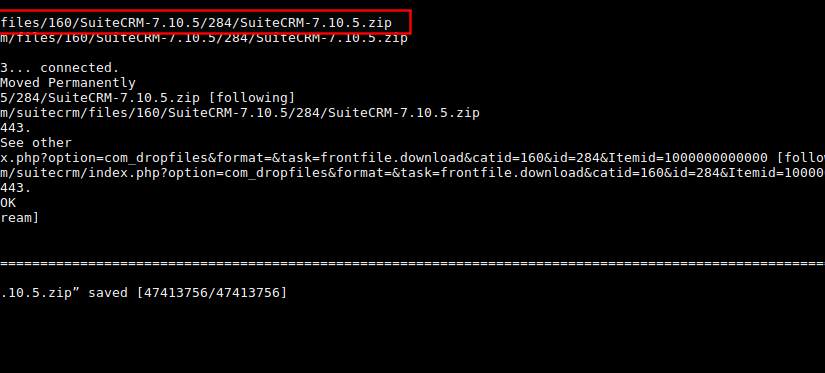 files/160/SuiteCRM-7.10.5/284/SuiteCRM-7.10.5.zip
m/files/160/SuiteCRM-7.10.5/284/SuiteCRM-7.10.5.zip
3... connected.
Moved Permanently
5/284/SuiteCRM-7.10.5.zip [following]
m/suitecrm/files/160/SuiteCRM-7.10.5/284/SuiteCRM-7.10.5.zip
443.
See other
x.php?option=com_dropfiles&format=&task=frontfile.download&catid=160&id=284&Itemid=1000000000000 [follo
m/suitecrm/index.php?option=com_dropfiles&format=&task=frontfile.download&catid=160&id=284&Itemid=10000
443.
OK
ream]
=======================================================================================================
.10.5.zip” saved [47413756/47413756]